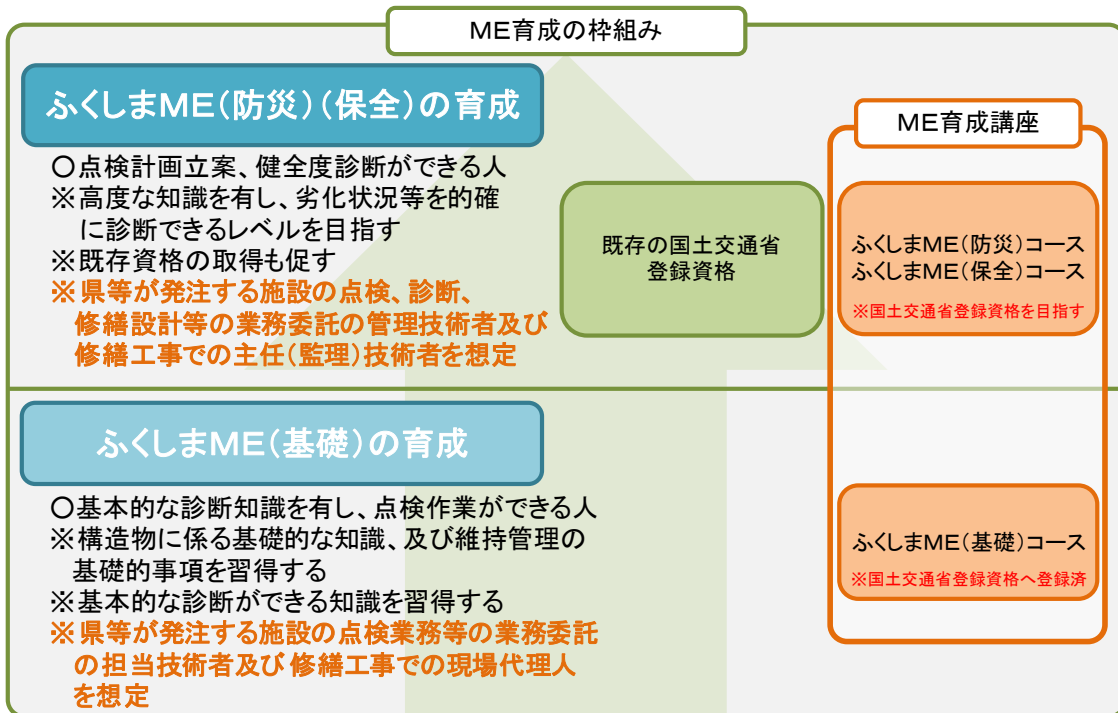 ME育成の枠組み
ふくしまME(防災)(保全)の育成
〇点検計画立案、健全度診断ができる人
※高度な知識を有し、劣化状況等を的確
に診断できるレベルを目指す
※既存資格の取得も促す
※県等が発注する施設の点検、診断、
修繕設計等の業務委託の管理技術者及び
修繕工事での主任(監理)技術者を想定
既存の国土交通省
登録資格
ME育成講座
ふくしまME(防災)コース
ふくしまME(保全)コース
※国土交通省登録資格を目指す
ふくしまME(基礎)の育成
〇基本的な診断知識を有し、点検作業ができる人
※構造物に係る基礎的な知識、及び維持管理の
基礎的事項を習得する
※基本的な診断ができる知識を習得する
※県等が発注する施設の点検業務等の業務委託
の担当技術者及び修繕工事での現場代理人
を想定
ふくしまME(基礎)コース
※国土交通省登録資格へ登録済